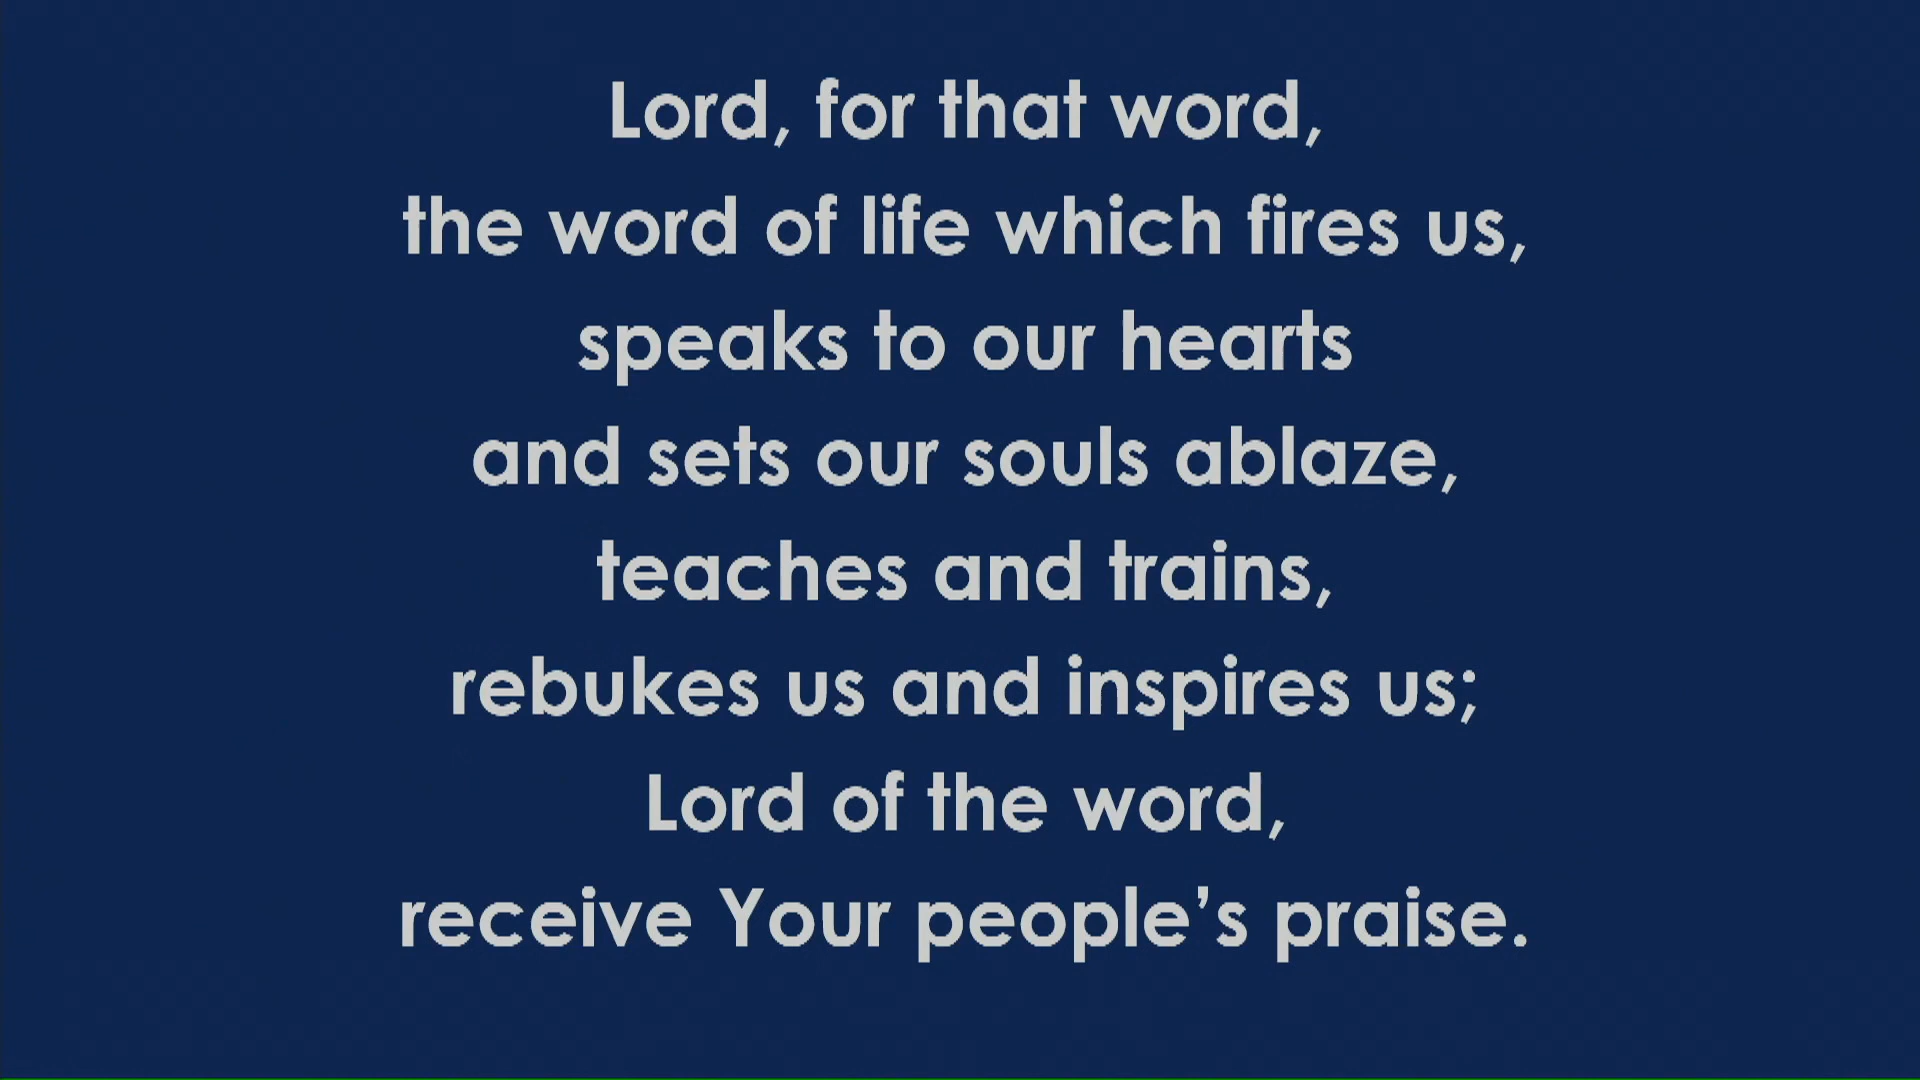 Lord, for that word,
the word of life which fires us,
speaks to our hearts
and sets our souls ablaze,
teaches and trains,
rebukes us and inspires us;
Lord of the word,
receive Your people’s praise.